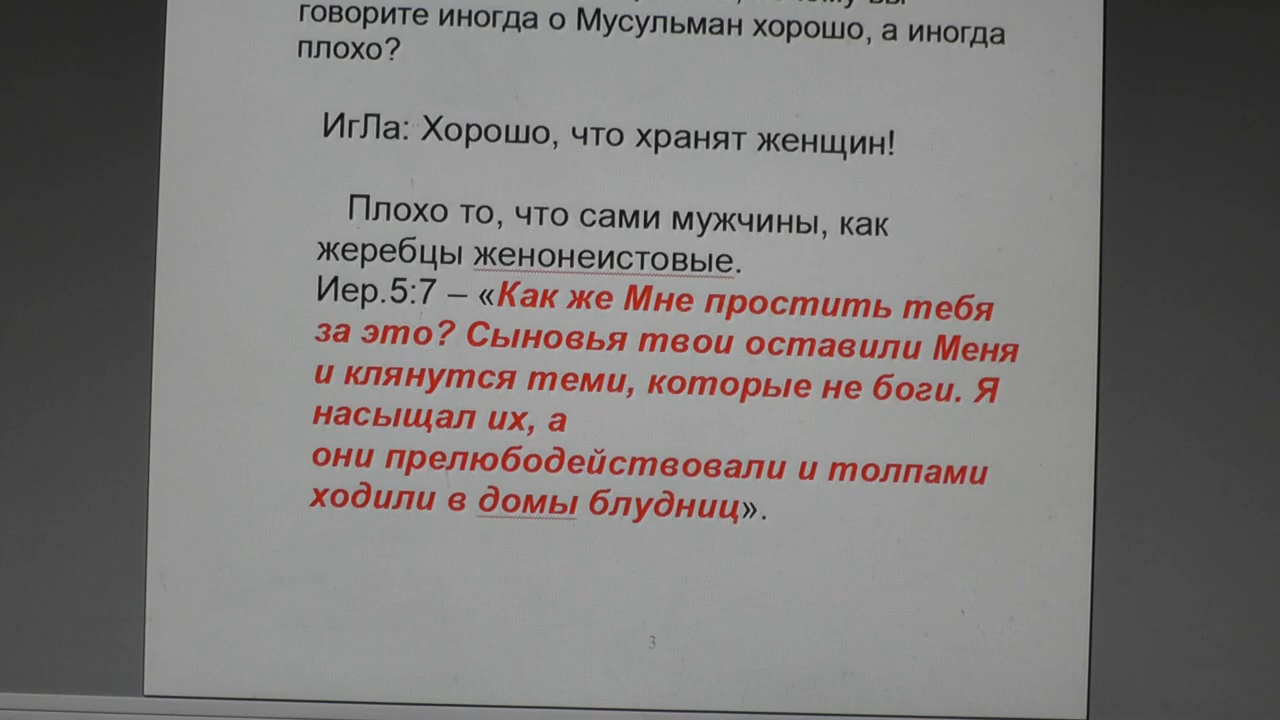 говорите иногда о Мусульман хорошо, а иногда
плохо?
ИгЛа: Хорошо, что хранят женщин!
Плохо то, что сами мужчины, как
жеребцы женонеистовые.
Иер.5:7 – «Как же Мне простить тебя
за это? Сыновья твои оставили Меня
и клянутся теми, которые не боги. Я
насыщал их, а
они прелюбодействовали и толпами
ходили в домы блудниц».
3